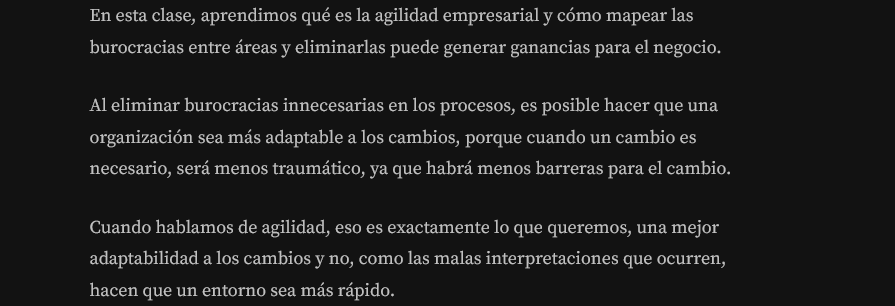 En esta clase, aprendimos qué es la agilidad empresarial y cómo mapear las
burocracias entre áreas y eliminarlas puede generar ganancias para el negocio.
Al eliminar burocracias innecesarias en los procesos, es posible hacer que una
organización sea más adaptable a los cambios, porque cuando un cambio es
necesario, será menos traumático, ya que habrá menos barreras para el cambio.
Cuando hablamos de agilidad, eso es exactamente lo que queremos, una mejor
adaptabilidad a los cambios y no, como las malas interpretaciones que ocurren,
hacen que un entorno sea más rápido.